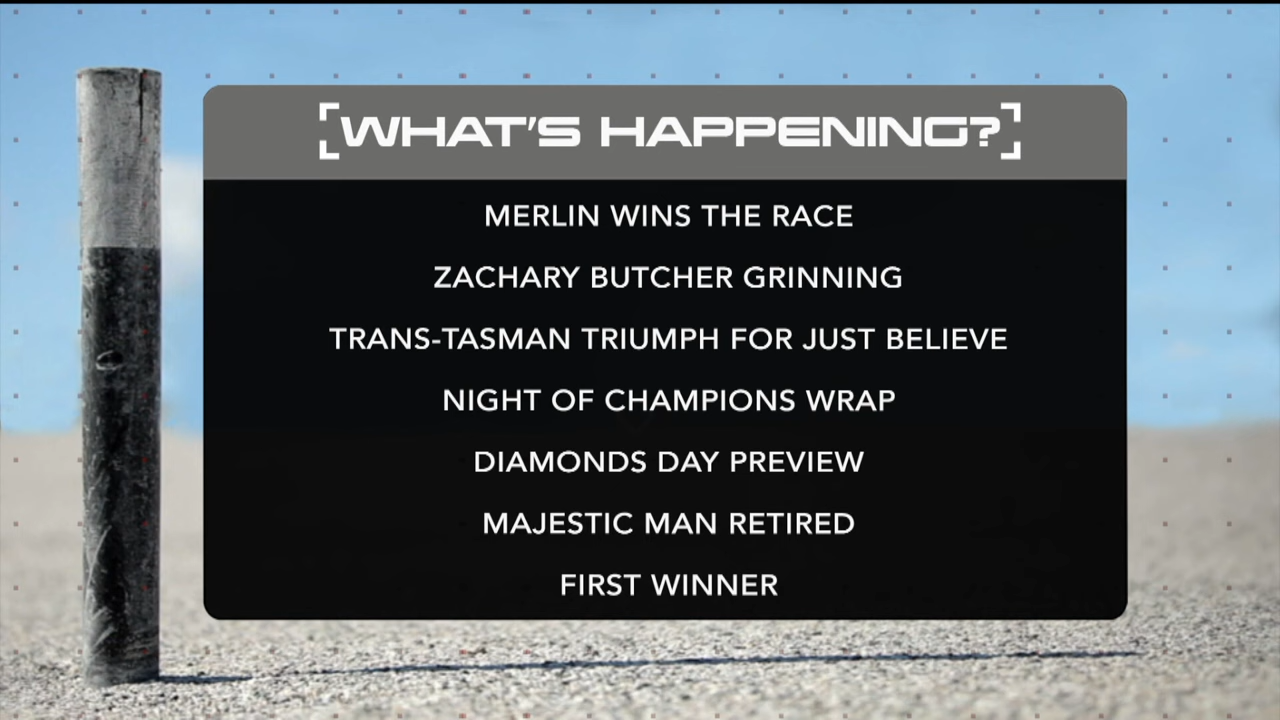 [WHAT'S HAPPENING?]
MERLIN WINS THE RACE
ZACHARY BUTCHER GRINNING
TRANS-TASMAN TRIUMPH FOR JUST BELIEVE
NIGHT OF CHAMPIONS WRAP
DIAMONDS DAY PREVIEW
MAJESTIC MAN RETIRED
FIRST WINNER